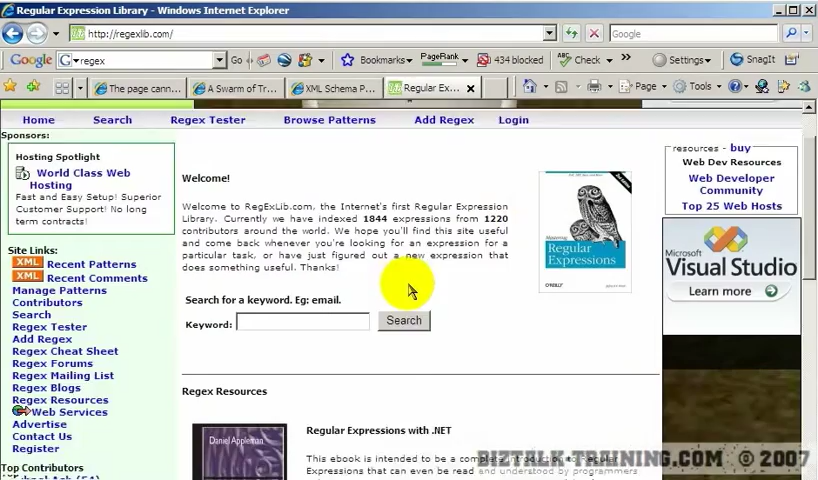 Regular Expression Library - Windows Internet Explorer
http://regexlib.com/
Google
Google
regex
Go
Bookmarks
PageRank
434 blocked
ABC
Check
Settings
SnagIt
The page cann...
A Swarm of Tr...
XML Schema P...
Regular Ex...
Page
Tools
Home
Search
Regex Tester
Browse Patterns
Add Regex
Login
Sponsors:
Hosting Spotlight
World Class Web
Hosting
Fast and Easy Setup! Superior
Customer Support! No long
term contracts!
Site Links:
XML Recent Patterns
XML Recent Comments
Manage Patterns
Contributors
Search
Regex Tester
Add Regex
Regex Cheat Sheet
Regex Forums
Regex Mailing List
Regex Blogs
Regex Resources
Web Services
Advertise
Contact Us
Register
Top Contributors
Welcome!
Welcome to RegExLib.com, the Internet's first Regular Expression
Library. Currently we have indexed 1844 expressions from 1220
contributors around the world. We hope you'll find this site useful
and come back whenever you're looking for an expression for a
particular task, or have just figured out a new expression that
does something useful. Thanks!
Search for a keyword. Eg: email.
Keyword:
Search
Mastering
Regular
Expressions
O'REILLY
Regex Resources
Daniel Appleman
Regular Expressions with .NET
This ebook is intended to be a complete introduction to Regular
Expressions that can even be read and understood by programmers
resources - buy
Web Dev Resources
Web Developer
Community
Top 25 Web Hosts
Microsoft
Visual Studio
Learn more
BIZTALK-TRAINING.COM © 2007